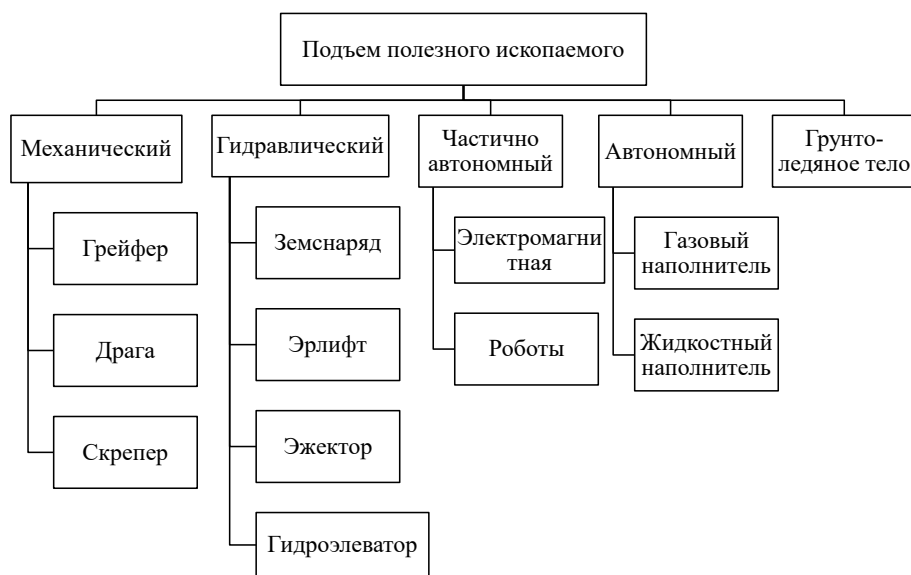 Подъем полезного ископаемого
Механический
Гидравлический
Частично
автономный
Автономный
Грунто-
ледяное тело
Грейфер
Земснаряд
Электромагни
тная
Газовый
наполнитель
Драга
Эрлифт
Роботы
Жидкостный
наполнитель
Скрепер
Эжектор
Гидроэлеватор